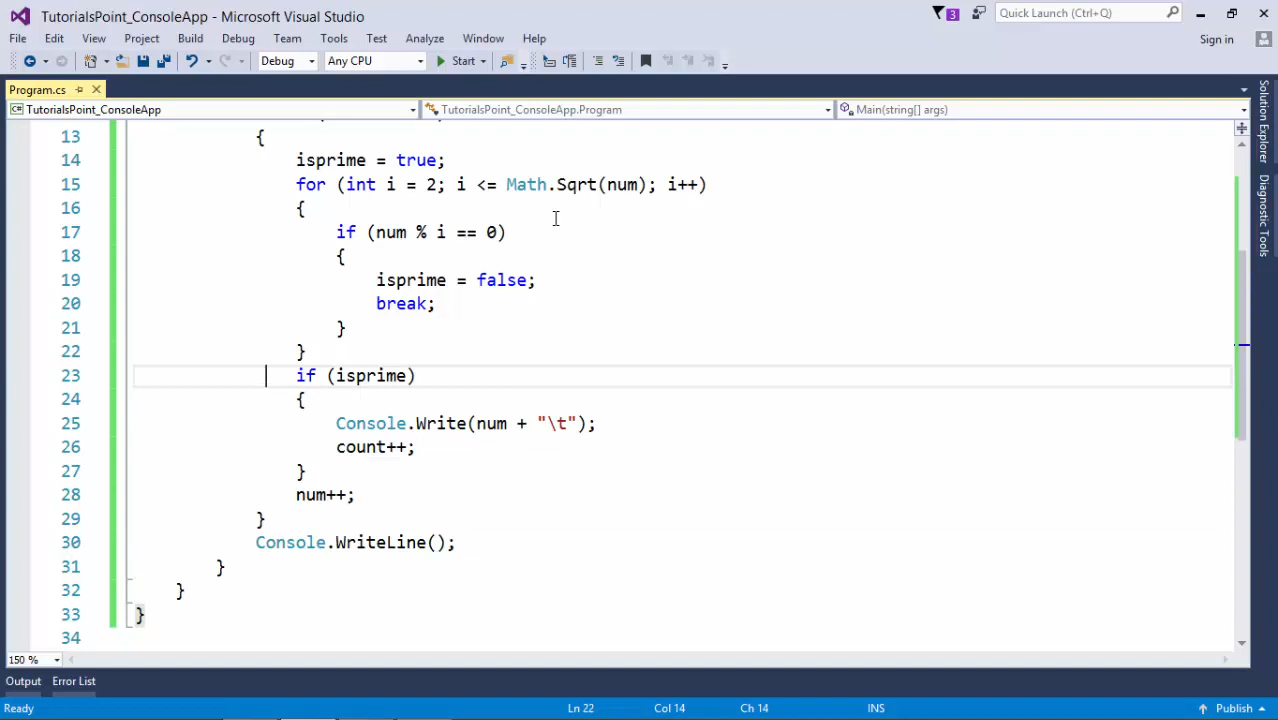 TutorialsPoint_ConsoleApp - Microsoft Visual Studio
3
Quick Launch (Ctrl+Q)
File Edit View Project Build Debug Team Tools Test Analyze Window Help
Sign in
Debug Any CPU Start
Program.cs
TutorialsPoint_ConsoleApp TutorialsPoint_ConsoleApp.Program Main(string[] args)
Solution Explorer
Diagnostic Tools
13 {
14 isprime = true;
15 for (int i = 2; i <= Math.Sqrt(num); i++)
16 {
17 if (num % i == 0)
18 {
19 isprime = false;
20 break;
21 }
22 }
23 if (isprime)
24 {
25 Console.Write(num + "\t");
26 count++;
27 }
28 num++;
29 }
30 Console.WriteLine();
31 }
32 }
33 }
34
150 %
Output Error List
Ready Ln 22 Col 14 Ch 14 INS Publish